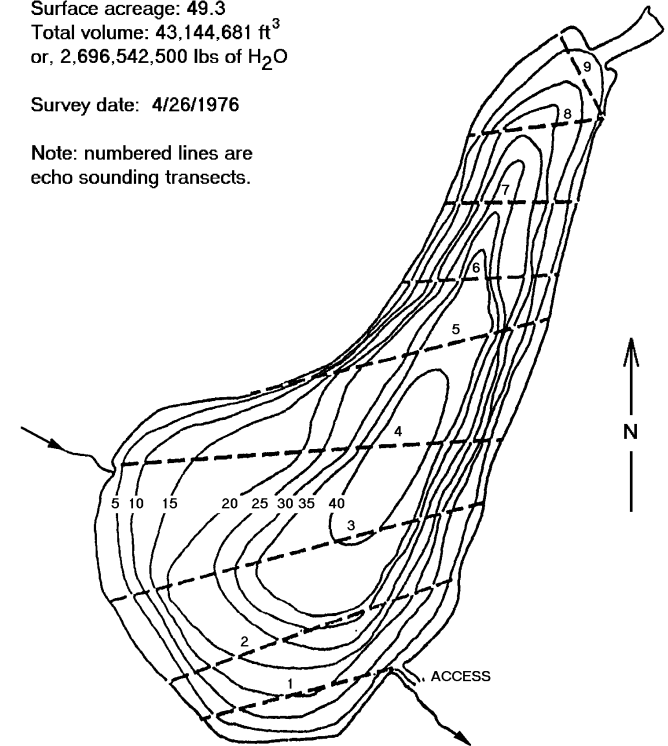 Surface acreage: 49.3
Total volume: 43,144,681 ft³
or, 2,696,542,500 lbs of H₂O
Survey date: 4/26/1976
Note: numbered lines are
echo sounding transects.
9
8
7
6
5
N
4
5 10 15 20 25 30 35 40
3
2
1
ACCESS